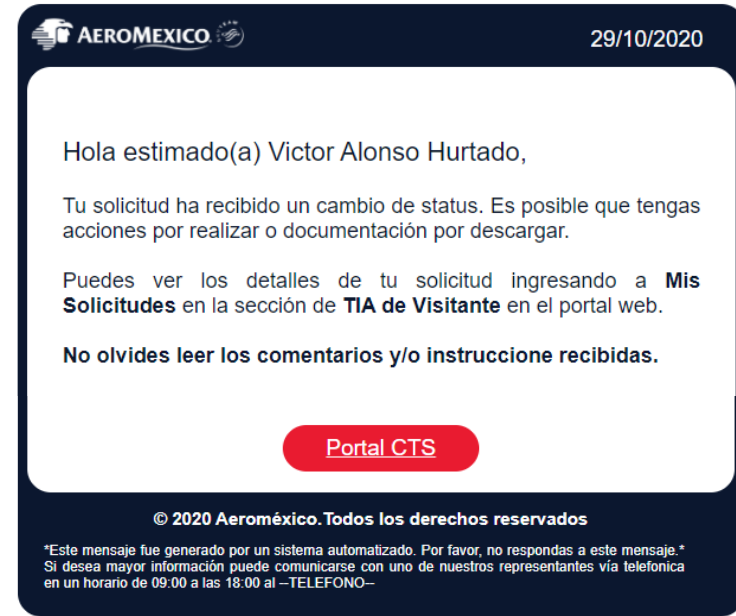 AEROMEXICO.
29/10/2020
Hola estimado(a) Victor Alonso Hurtado,
Tu solicitud ha recibido un cambio de status. Es posible que tengas
acciones por realizar o documentación por descargar.
Puedes ver los detalles de tu solicitud ingresando a Mis
Solicitudes en la sección de TIA de Visitante en el portal web.
No olvides leer los comentarios y/o instruccione recibidas.
Portal CTS
© 2020 Aeroméxico.Todos los derechos reservados
*Este mensaje fue generado por un sistema automatizado. Por favor, no respondas a este mensaje.*
Si desea mayor información puede comunicarse con uno de nuestros representantes vía telefonica
en un horario de 09:00 a las 18:00 al --TELEFONO--